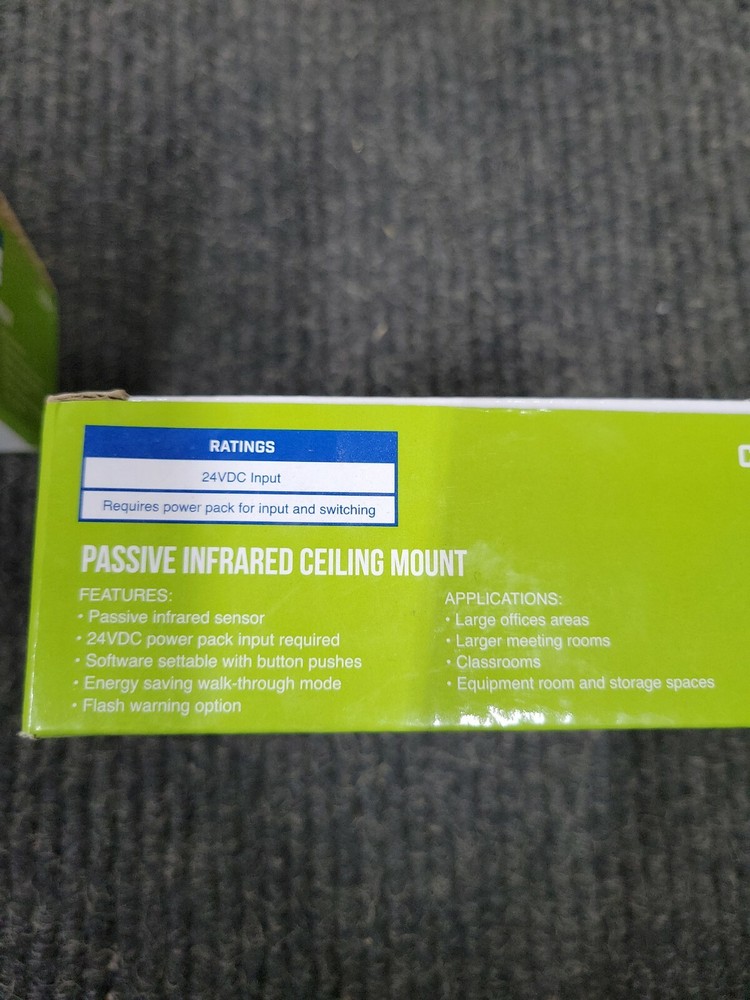 RATINGS
24VDC Input
Requires power pack for input and switching
PASSIVE INFRARED CEILING MOUNT
FEATURES:
• Passive infrared sensor
• 24VDC power pack input required
• Software settable with button pushes
• Energy saving walk-through mode
• Flash warning option
APPLICATIONS:
• Large offices areas
• Larger meeting rooms
• Classrooms
• Equipment room and storage spaces